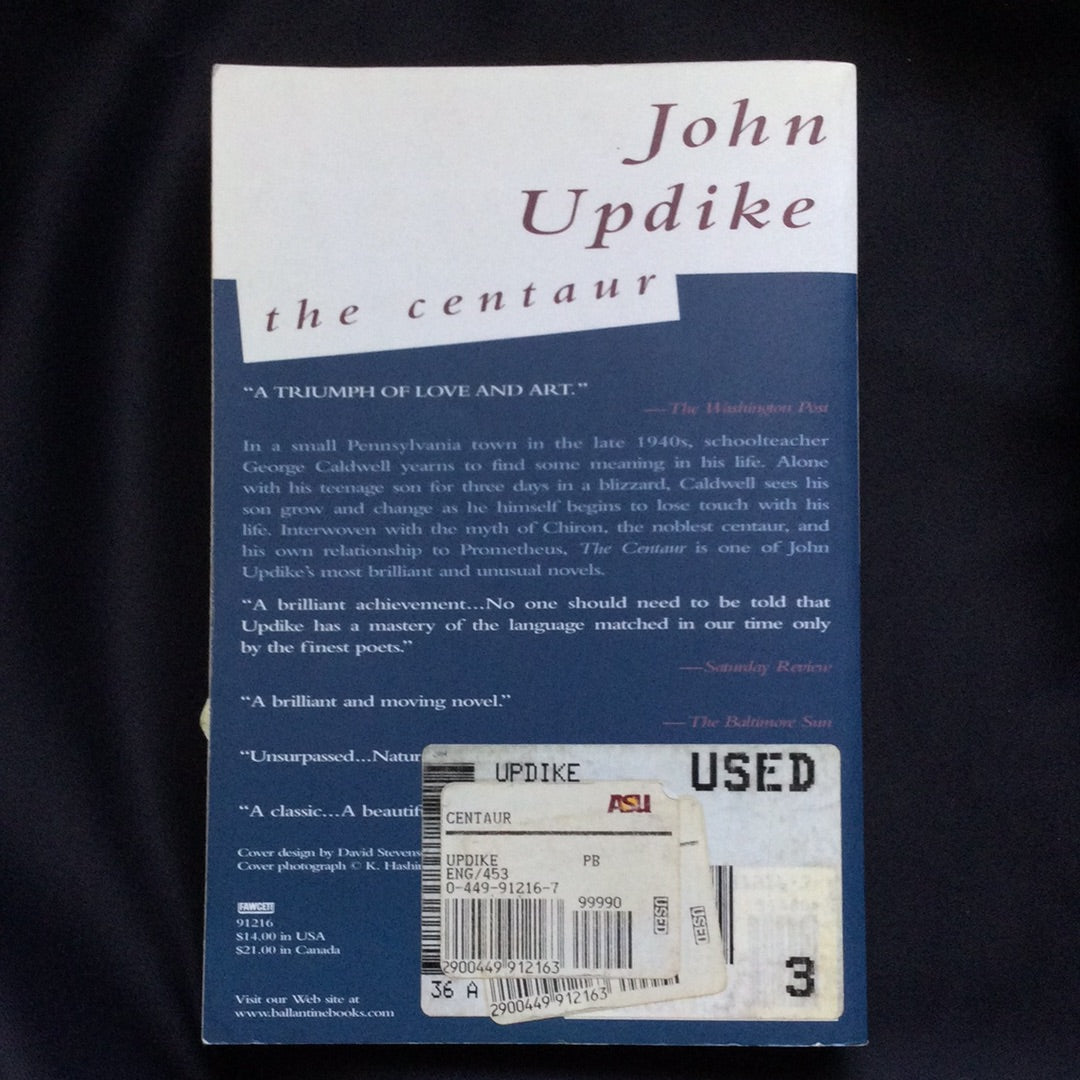 John
Updike
the centaur
“A TRIUMPH OF LOVE AND ART.”
—The Washington Post
In a small Pennsylvania town in the late 1940s, schoolteacher
George Caldwell yearns to find some meaning in his life. Alone
with his teenage son for three days in a blizzard, Caldwell sees his
son grow and change as he himself begins to lose touch with his
life. Interwoven with the myth of Chiron, the noblest centaur, and
his own relationship to Prometheus, The Centaur is one of John
Updike’s most brilliant and unusual novels.
“A brilliant achievement...No one should need to be told that
Updike has a mastery of the language matched in our time only
by the finest poets.”
—Saturday Review
“A brilliant and moving novel.”
—The Baltimore Sun
“Unsurpassed...Natur
“A classic...A beautif
Cover design by David Stevens
Cover photograph © K. Hashi
FAWCETT
91216
$14.00 in USA
$21.00 in Canada
Visit our Web site at
www.ballantinebooks.com
UPDIKE USED
ASU
CENTAUR
UPDIKE PB
ENG/453
0-449-91216-7
99990
USED
USED
2900449 912163
36 A
2900449 912163
3